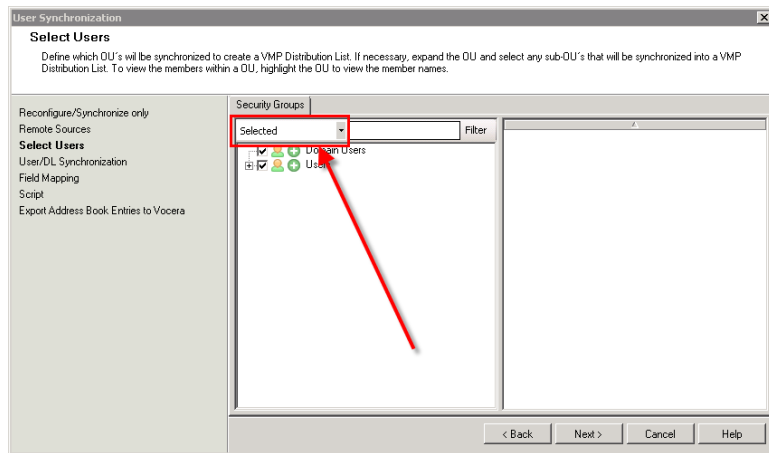 User Synchronization
Select Users
Define which OU's wil be synchronized to create a VMP Distribution List. If necessary, expand the OU and select any sub-OU's that will be synchronized into a VMP
Distribution List. To view the members within a OU, highlight the OU to view the member names.
Reconfigure/Synchronize only
Remote Sources
Select Users
User/DL Synchronization
Field Mapping
Script
Export Address Book Entries to Vocera
Security Groups
Selected
Filter
Domain Users
Users
< Back
Next >
Cancel
Help